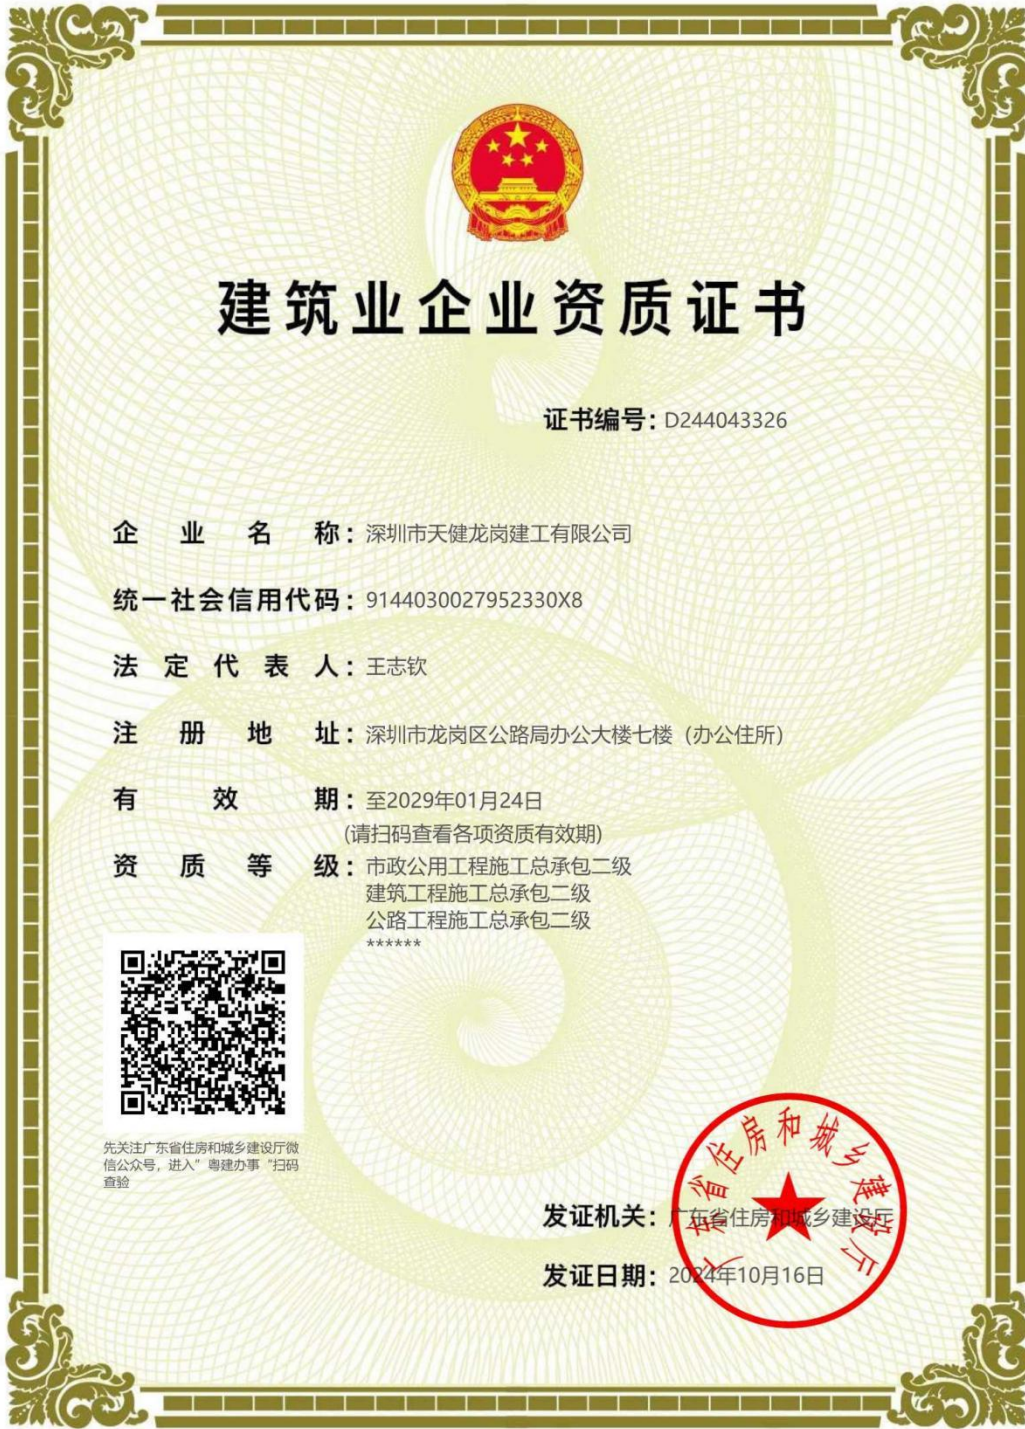 建筑业企业资质证书
证书编号：D244043326
企业名称：深圳市天健龙岗建工有限公司
统一社会信用代码：9144030027952330X8
法定代表人：王志钦
注册地址：深圳市龙岗区公路局办公大楼七楼（办公住所）
有效期：至2029年01月24日
(请扫码查看各项资质有效期)
资质等级：市政公用工程施工总承包二级
建筑工程施工总承包二级
公路工程施工总承包二级
******
先关注广东省住房和城乡建设厅微
信公众号，进入”粤建办事“扫码
查验
广东省住房和城乡建设厅
发证机关：广东省住房和城乡建设厅
发证日期：2024年10月16日